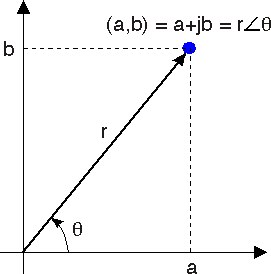 (a,b) = a+jb = r∠θ
b
r
θ
a